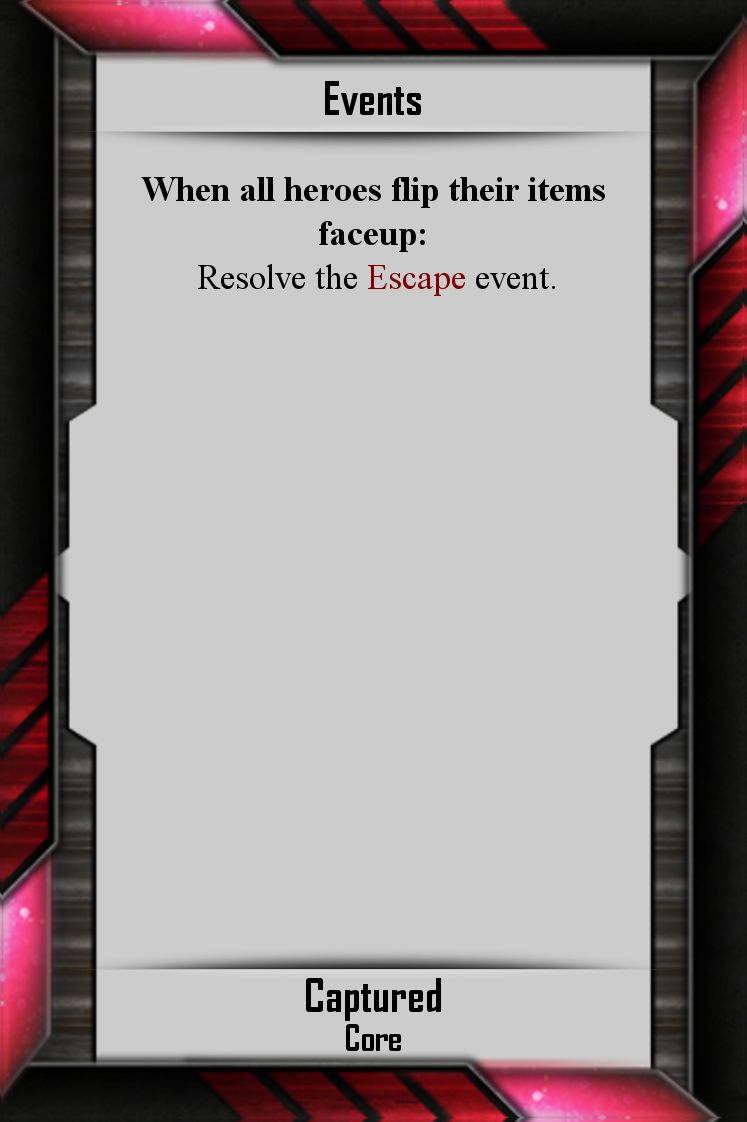 Events
When all heroes flip their items
faceup:
Resolve the Escape event.
Captured
Core